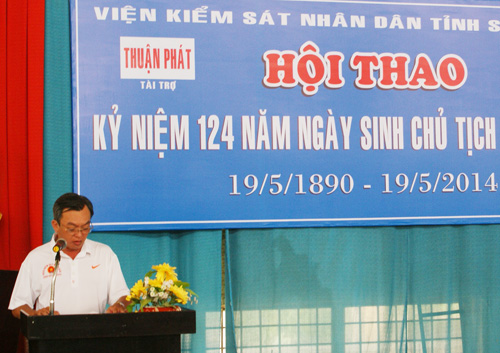 VIỆN KIỂM SÁT NHÂN DÂN TỈNH S
THUẬN PHÁT
TÀI TRỢ
HỘI THAO
KỶ NIỆM 124 NĂM NGÀY SINH CHỦ TỊCH
19/5/1890 - 19/5/2014